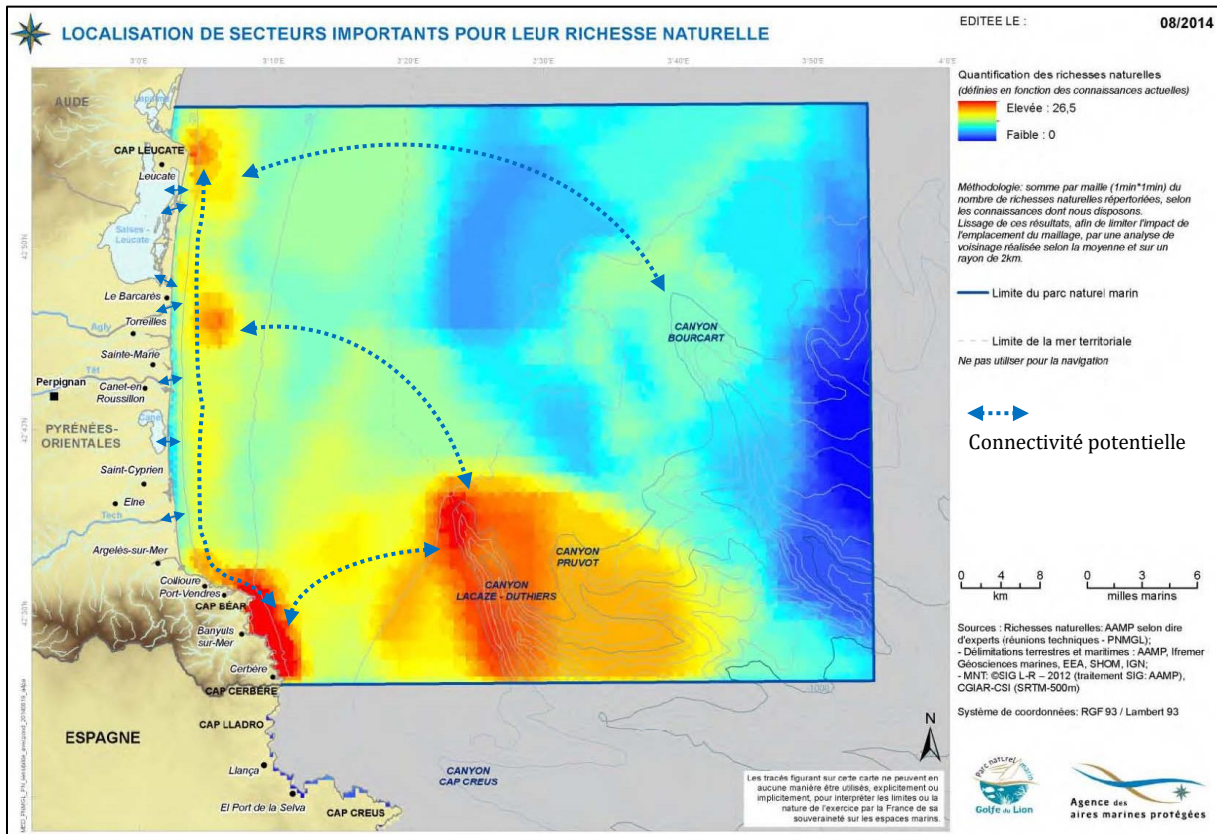 LOCALISATION DE SECTEURS IMPORTANTS POUR LEUR RICHESSE NATURELLE
EDITEE LE :
08/2014
3°0'E
3°10'E
3°20'E
3°30'E
3°40'E
3°50'E
4°0'E
AUDE
Lapalme
CAP LEUCATE
Leucate
Salses -
Leucate
42°50'N
Le Barcarès
Agly
Torreilles
Sainte-Marie
Têt
Perpignan
Canet-en
Roussillon
Canet
PYRÉNÉES-
ORIENTALES
Saint-Cyprien
Elne
Tech
Argelès-sur-Mer
Collioure
Port-Vendres
CAP BÉAR
42°30'N
Banyuls
sur-Mer
Cerbère
CAP CERBÈRE
CAP LLADRO
ESPAGNE
Llança
El Port de la Selva
CAP CREUS
CANYON
BOURCART
CANYON
PRUVOT
CANYON
LACAZE - DUTHIERS
CANYON
CAP CREUS
-1000
N
Les tracés figurant sur cette carte ne peuvent en
aucune manière être utilisés, explicitement ou
implicitement, pour interpréter les limites ou la
nature de l'exercice par la France de sa
souveraineté sur les espaces marins.
Quantification des richesses naturelles
(définies en fonction des connaissances actuelles)
Elevée : 26,5
Faible : 0
Méthodologie: somme par maille (1min*1min) du
nombre de richesses naturelles répertoriées, selon
les connaissances dont nous disposons.
Lissage de ces résultats, afin de limiter l'impact de
l'emplacement du maillage, par une analyse de
voisinage réalisée selon la moyenne et sur un
rayon de 2km.
Limite du parc naturel marin
Limite de la mer territoriale
Ne pas utiliser pour la navigation
Connectivité potentielle
0 4 8
km
0 3 6
milles marins
Sources : Richesses naturelles: AAMP selon dire
d'experts (réunions techniques - PNMGL);
- Délimitations terrestres et maritimes : AAMP, Ifremer
Géosciences marines, EEA, SHOM, IGN;
- MNT: ©SIG L-R – 2012 (traitement SIG: AAMP),
CGIAR-CSI (SRTM-500m)
Système de coordonnées: RGF 93 / Lambert 93
Parc naturel marin
Golfe du Lion
Agence des
aires marines protégées